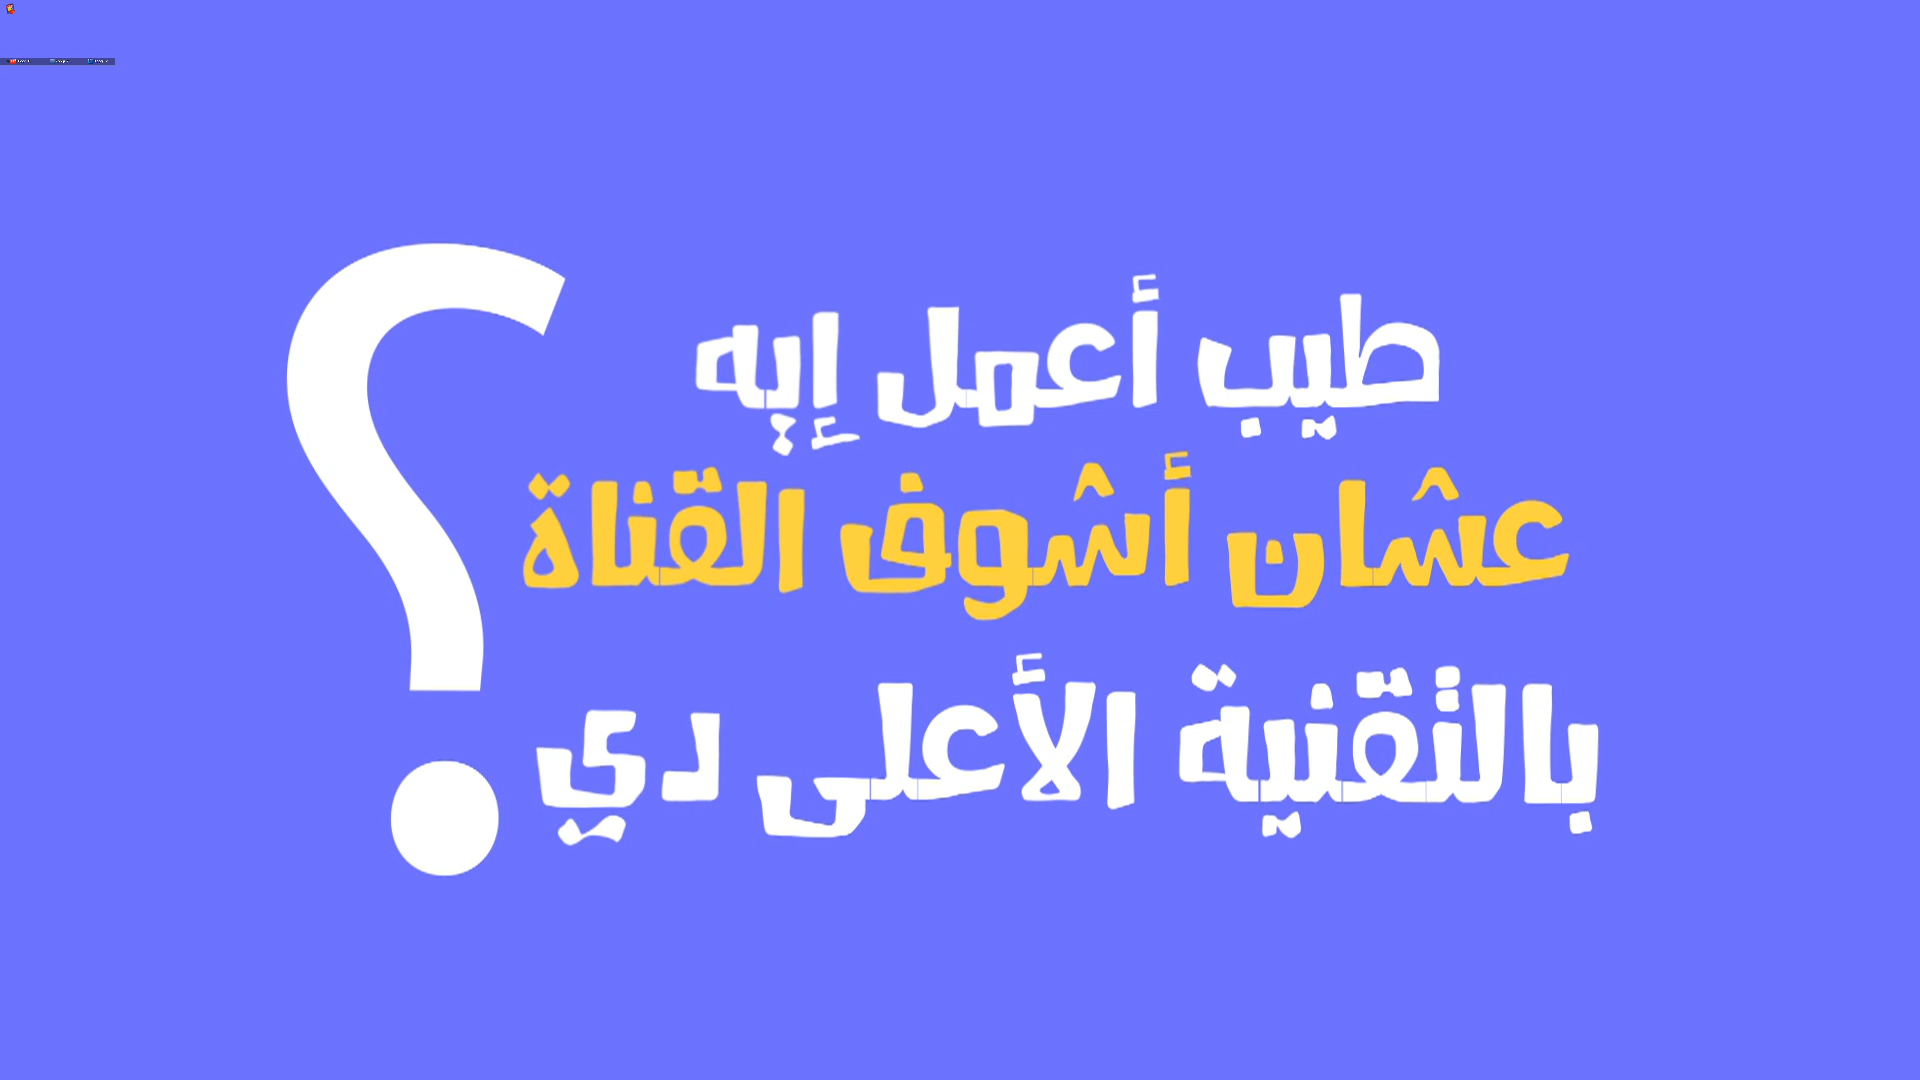 طيب أعمل إيه
عشان أشوف القناة
بالتقنية الأعلى دي؟